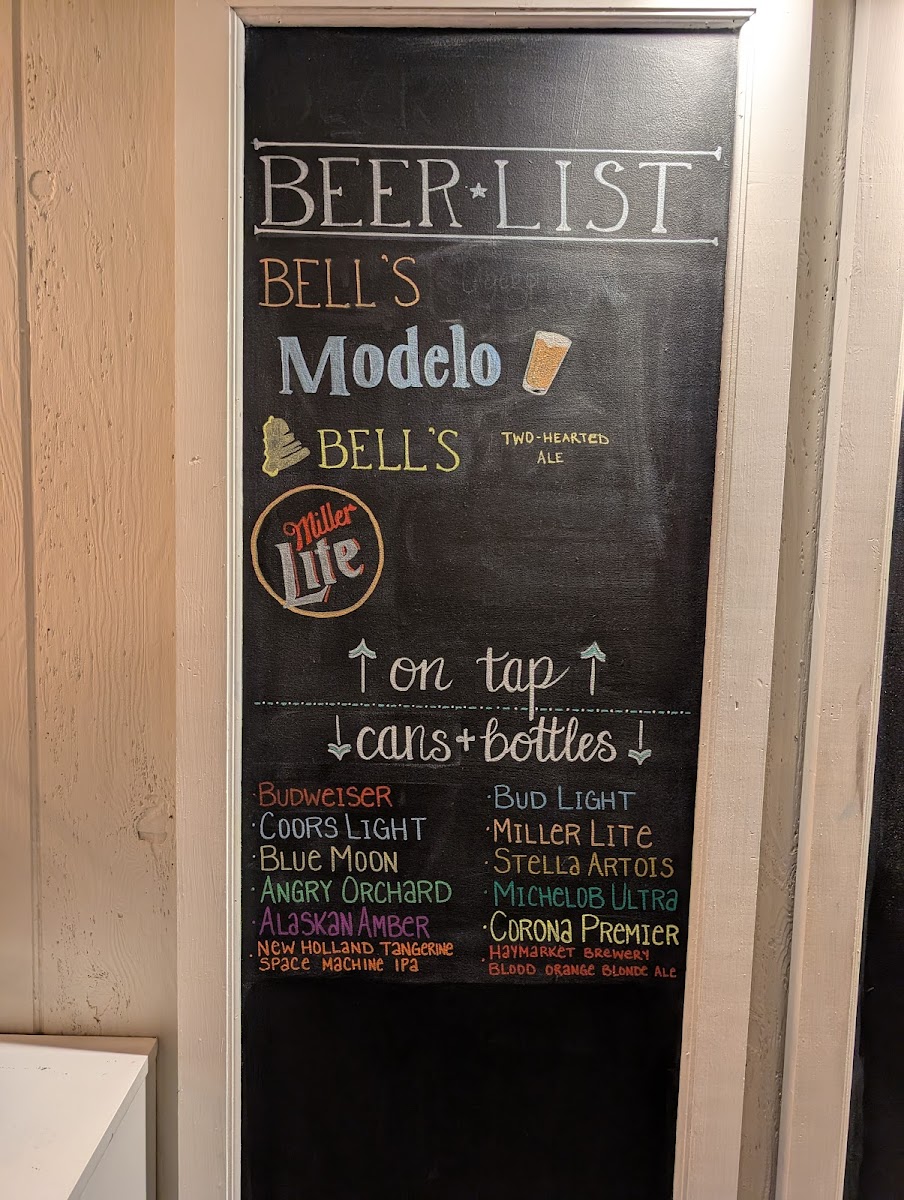 BEER★LIST
BELL'S
Modelo
BELL'S
TWO-HEARTED
ALE
Miller
Lite
↑ on tap ↑
↓ cans + bottles ↓
· BUDWEISER
· COORS LIGHT
· BLUE MOON
· ANGRY ORCHARD
· ALASKAN AMBER
· NEW HOLLAND TANGERINE
SPACE MACHINE IPA
· BUD LIGHT
· MILLER LITE
· STELLA ARTOIS
· MICHELOB ULTRA
· CORONA PREMIER
· HAYMARKET BREWERY
BLOOD ORANGE BLONDE ALE